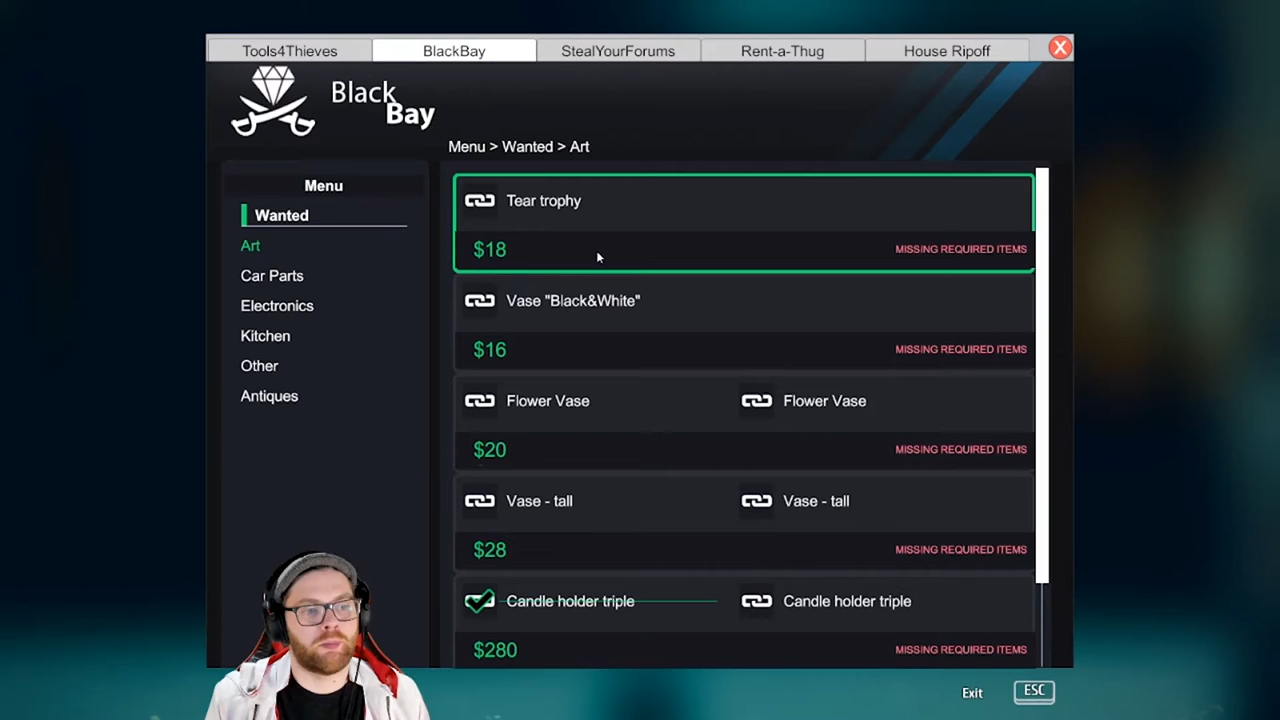 Tools4Thieves BlackBay StealYourForums Rent-a-Thug House Ripoff X
Black
Bay
Menu > Wanted > Art
Menu
Wanted
Art
Car Parts
Electronics
Kitchen
Other
Antiques
Tear trophy
$18 MISSING REQUIRED ITEMS
Vase "Black&White"
$16 MISSING REQUIRED ITEMS
Flower Vase Flower Vase
$20 MISSING REQUIRED ITEMS
Vase - tall Vase - tall
$28 MISSING REQUIRED ITEMS
Candle holder triple Candle holder triple
$280 MISSING REQUIRED ITEMS
Exit ESC